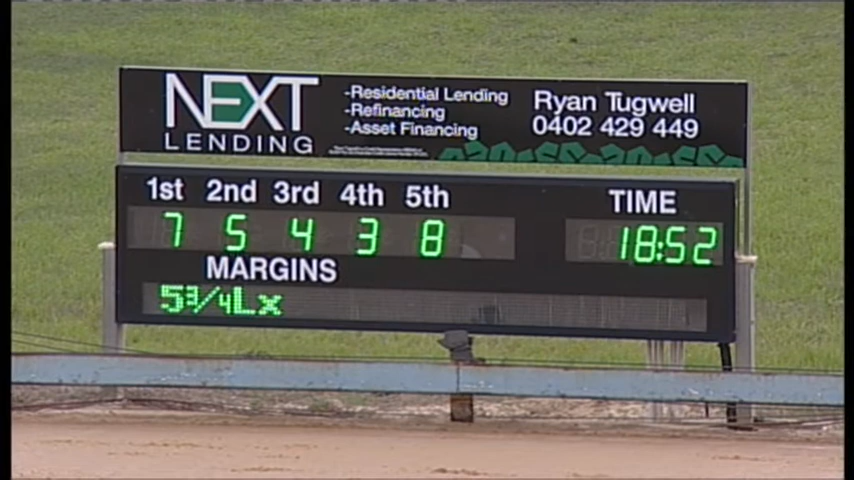 NEXT
LENDING
-Residential Lending
-Refinancing
-Asset Financing
Ryan Tugwell
0402 429 449
1st 2nd 3rd 4th 5th TIME
7 5 4 3 8 18:52
MARGINS
5¾Lx